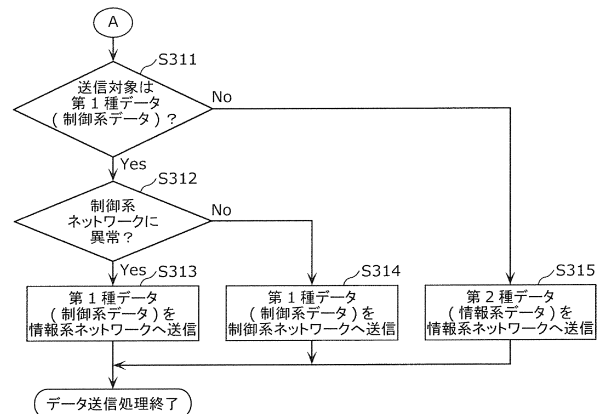 A
S311
送信対象は
第1種データ
(制御系データ)?
No
Yes
S312
制御系
ネットワークに
異常?
No
Yes
S313
第1種データ
(制御系データ)を
情報系ネットワークへ送信
S314
第1種データ
(制御系データ)を
制御系ネットワークへ送信
S315
第2種データ
(情報系データ)を
情報系ネットワークへ送信
データ送信処理終了